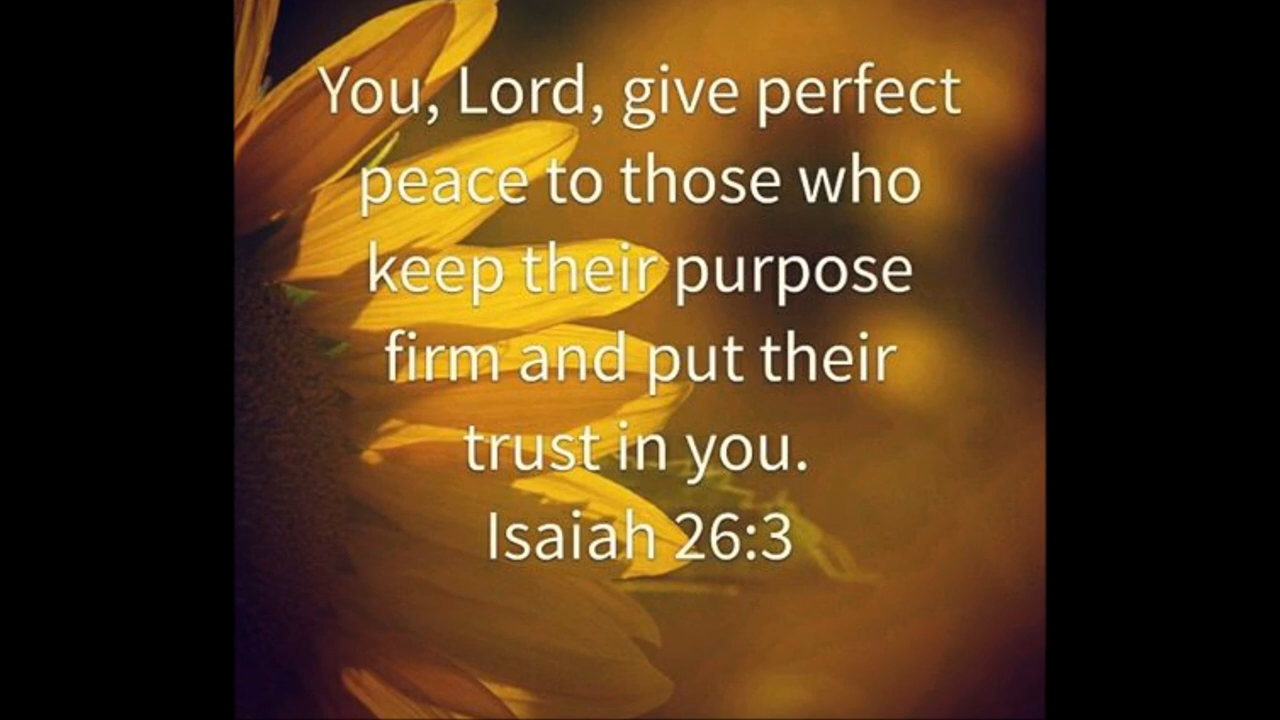 You, Lord, give perfect
peace to those who
keep their purpose
firm and put their
trust in you.
Isaiah 26:3